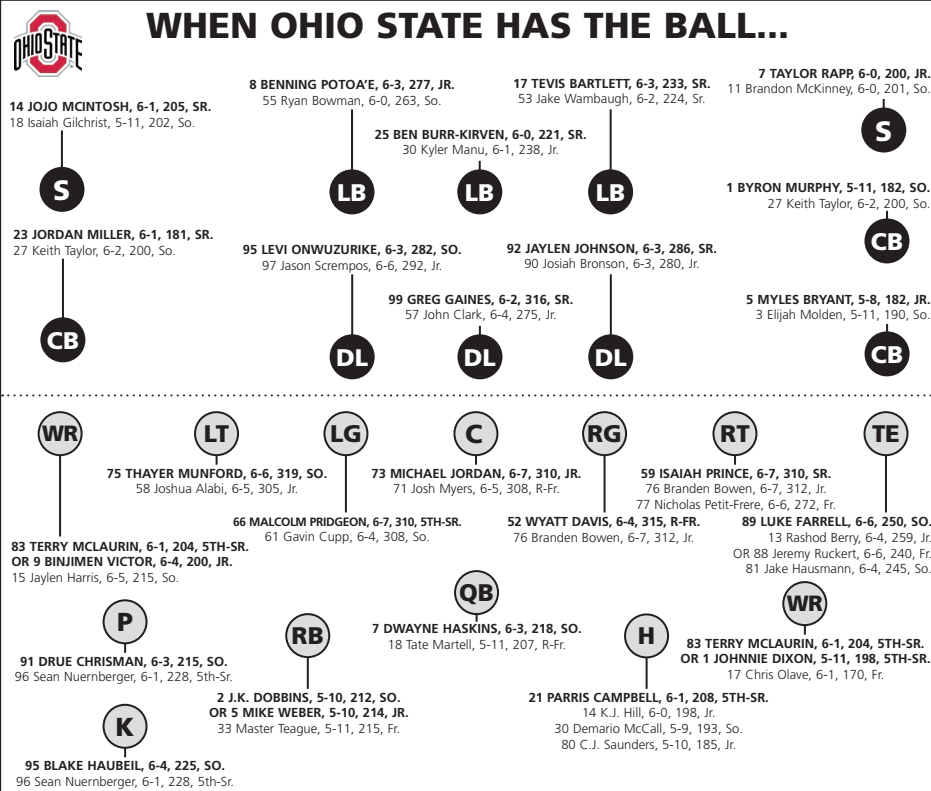 OHIO STATE
WHEN OHIO STATE HAS THE BALL...
14 JOJO MCINTOSH, 6-1, 205, SR.
18 Isaiah Gilchrist, 5-11, 202, So.
S
8 BENNING POTOA'E, 6-3, 277, JR.
55 Ryan Bowman, 6-0, 263, So.
LB
25 BEN BURR-KIRVEN, 6-0, 221, SR.
30 Kyler Manu, 6-1, 238, Jr.
LB
17 TEVIS BARTLETT, 6-3, 233, SR.
53 Jake Wambaugh, 6-2, 224, Sr.
LB
7 TAYLOR RAPP, 6-0, 200, JR.
11 Brandon McKinney, 6-0, 201, So.
S
1 BYRON MURPHY, 5-11, 182, SO.
27 Keith Taylor, 6-2, 200, So.
CB
23 JORDAN MILLER, 6-1, 181, SR.
27 Keith Taylor, 6-2, 200, So.
CB
95 LEVI ONWUZURIKE, 6-3, 282, SO.
97 Jason Scrempos, 6-6, 292, Jr.
DL
99 GREG GAINES, 6-2, 316, SR.
57 John Clark, 6-4, 275, Jr.
DL
92 JAYLEN JOHNSON, 6-3, 286, SR.
90 Josiah Bronson, 6-3, 280, Jr.
DL
5 MYLES BRYANT, 5-8, 182, JR.
3 Elijah Molden, 5-11, 190, So.
CB
WR
83 TERRY MCLAURIN, 6-1, 204, 5TH-SR.
OR 9 BINJIMEN VICTOR, 6-4, 200, JR.
15 Jaylen Harris, 6-5, 215, So.
LT
75 THAYER MUNFORD, 6-6, 319, SO.
58 Joshua Alabi, 6-5, 305, Jr.
LG
66 MALCOLM PRIDGEON, 6-7, 310, 5TH-SR.
61 Gavin Cupp, 6-4, 308, So.
C
73 MICHAEL JORDAN, 6-7, 310, JR.
71 Josh Myers, 6-5, 308, R-Fr.
RG
52 WYATT DAVIS, 6-4, 315, R-FR.
76 Branden Bowen, 6-7, 312, Jr.
RT
59 ISAIAH PRINCE, 6-7, 310, SR.
76 Branden Bowen, 6-7, 312, Jr.
77 Nicholas Petit-Frere, 6-6, 272, Fr.
TE
89 LUKE FARRELL, 6-6, 250, SO.
13 Rashod Berry, 6-4, 259, Jr.
OR 88 Jeremy Ruckert, 6-6, 240, Fr.
81 Jake Hausmann, 6-4, 245, So.
P
91 DRUE CHRISMAN, 6-3, 215, SO.
96 Sean Nuernberger, 6-1, 228, 5th-Sr.
RB
2 J.K. DOBBINS, 5-10, 212, SO.
OR 5 MIKE WEBER, 5-10, 214, JR.
33 Master Teague, 5-11, 215, Fr.
QB
7 DWAYNE HASKINS, 6-3, 218, SO.
18 Tate Martell, 5-11, 207, R-Fr.
H
21 PARRIS CAMPBELL, 6-1, 208, 5TH-SR.
14 K.J. Hill, 6-0, 198, Jr.
30 Demario McCall, 5-9, 193, So.
80 C.J. Saunders, 5-10, 185, Jr.
WR
83 TERRY MCLAURIN, 6-1, 204, 5TH-SR.
OR 1 JOHNNIE DIXON, 5-11, 198, 5TH-SR.
17 Chris Olave, 6-1, 170, Fr.
K
95 BLAKE HAUBEIL, 6-4, 225, SO.
96 Sean Nuernberger, 6-1, 228, 5th-Sr.